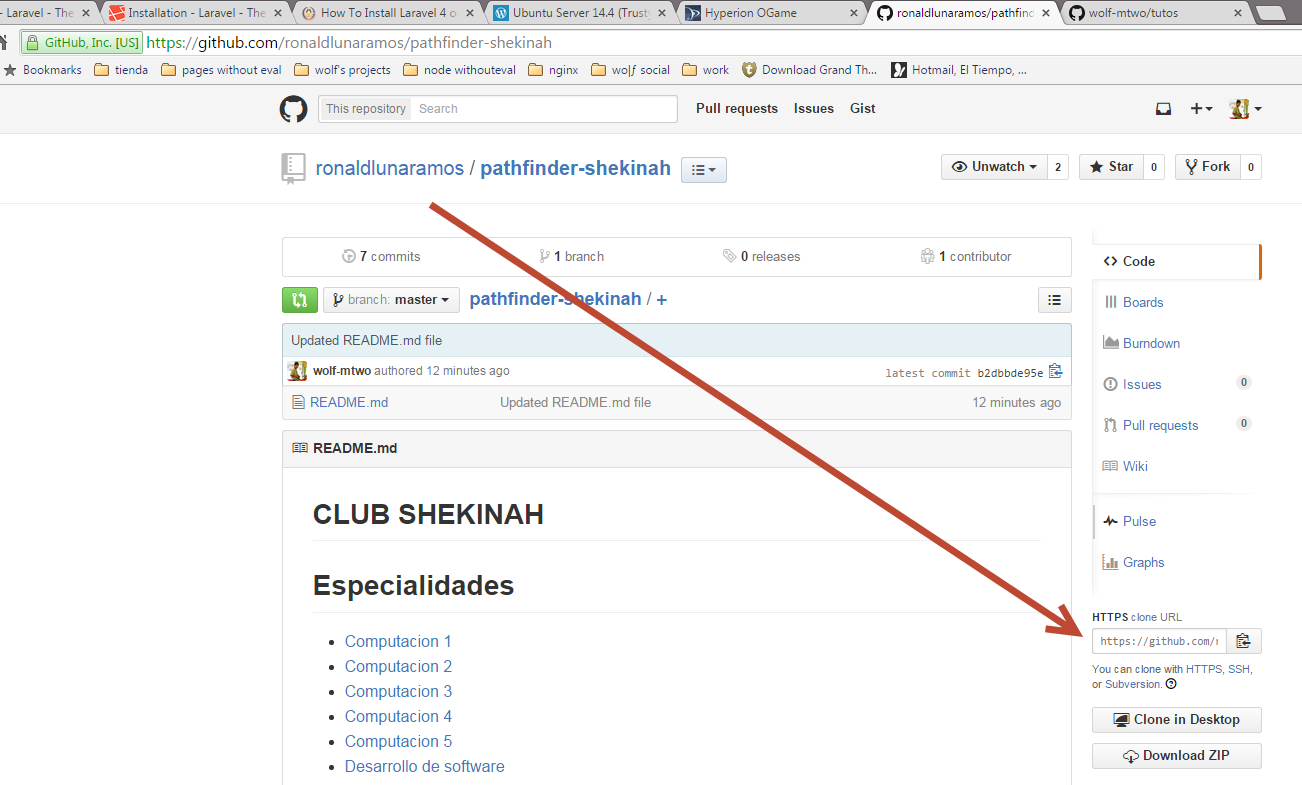 - Laravel - The
Installation - Laravel - The
How To Install Laravel 4 o
Ubuntu Server 14.4 (Trust
Hyperion OGame
ronaldlunaramos/pathfind
wolf-mtwo/tutos
GitHub, Inc. [US] https://github.com/ronaldlunaramos/pathfinder-shekinah
Bookmarks tienda pages without eval wolf's projects node withouteval nginx wo|ƒ social work Download Grand Th... Hotmail, El Tiempo, ...
This repository Search Pull requests Issues Gist
ronaldlunaramos / pathfinder-shekinah Unwatch 2 Star 0 Fork 0
7 commits 1 branch 0 releases 1 contributor
branch: master pathfinder-shekinah / +
Updated README.md file
wolf-mtwo authored 12 minutes ago latest commit b2dbbde95e
README.md Updated README.md file 12 minutes ago
README.md
CLUB SHEKINAH
Especialidades
Computacion 1
Computacion 2
Computacion 3
Computacion 4
Computacion 5
Desarrollo de software
Code
Boards
Burndown
Issues 0
Pull requests 0
Wiki
Pulse
Graphs
HTTPS clone URL
https://github.com/
You can clone with HTTPS, SSH,
or Subversion.
Clone in Desktop
Download ZIP